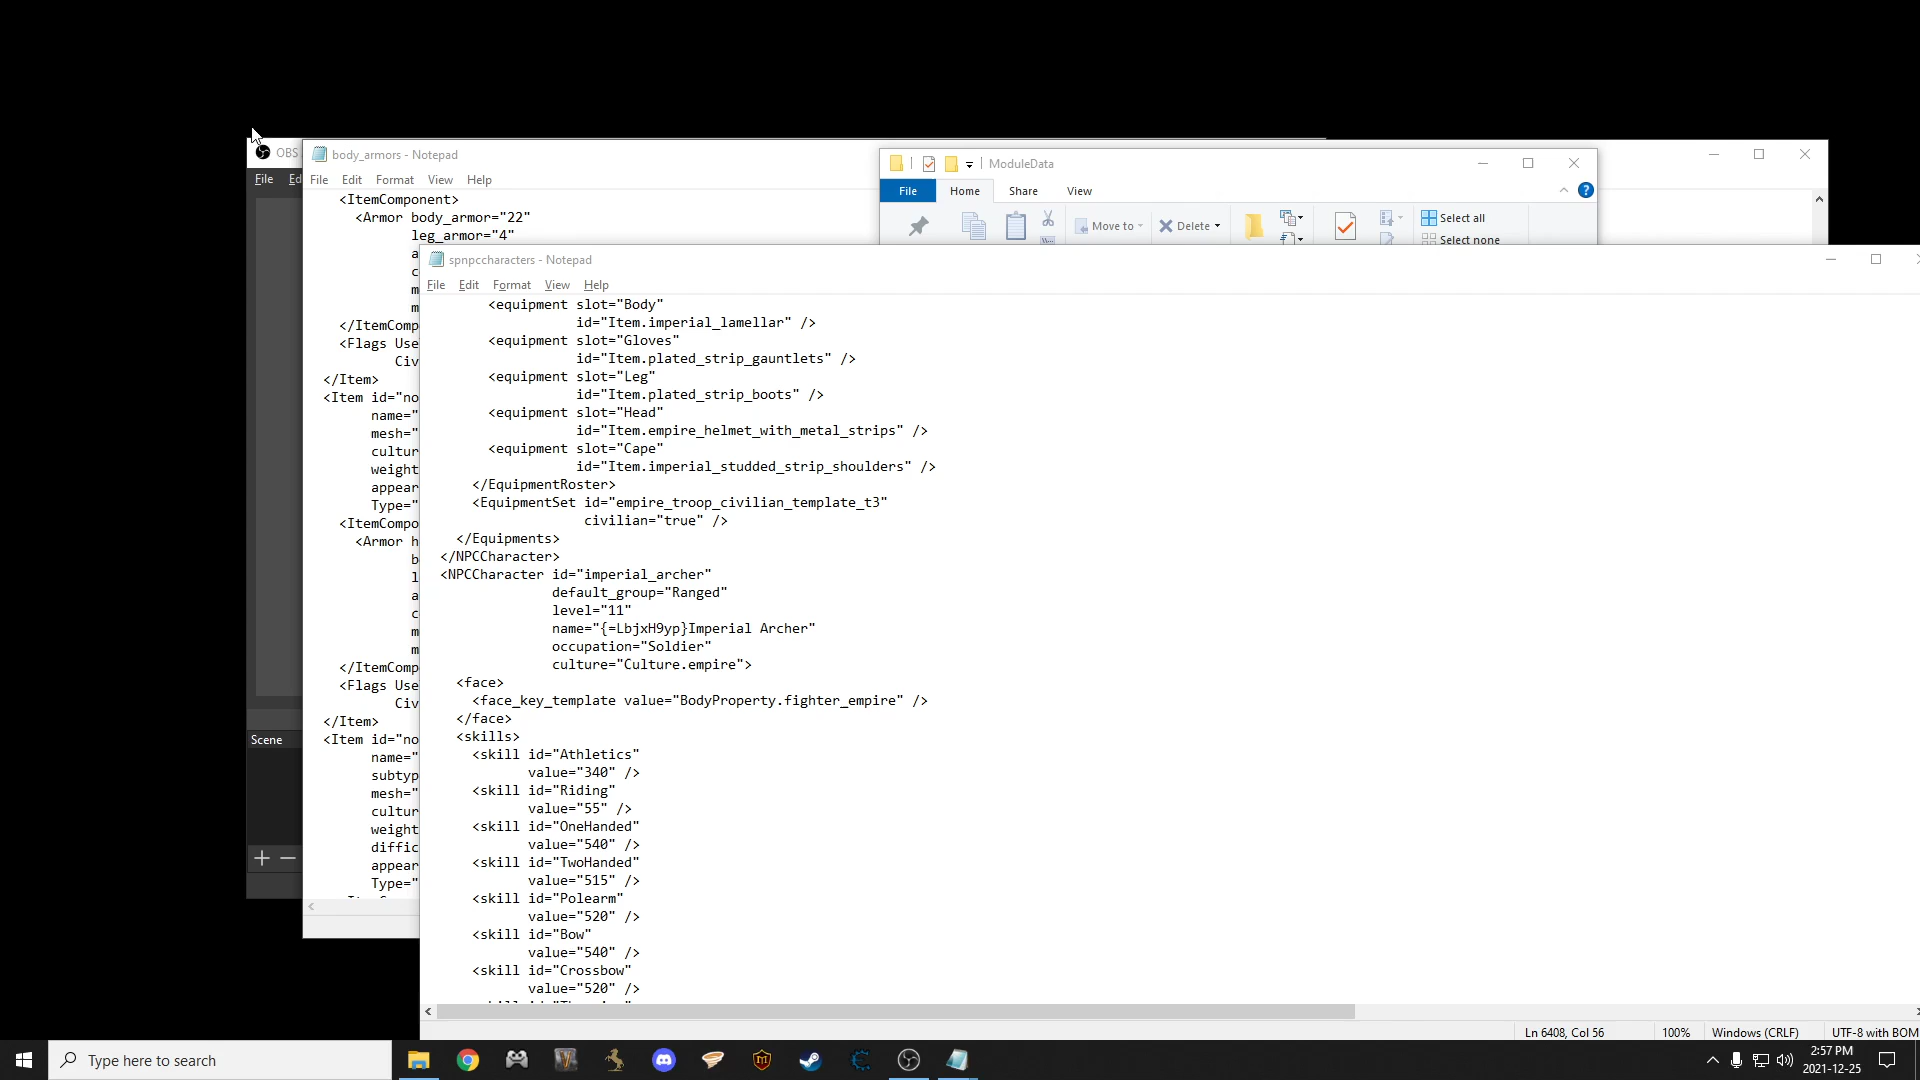 OBS
File Ed
Scene
body_armors - Notepad
File Edit Format View Help
<ItemComponent>
<Armor body_armor="22"
leg_armor="4"
a
c
m
m
</ItemComp
<Flags Use
Civ
</Item>
<Item id="no
name="
mesh="
cultur
weight
appear
Type="
<ItemCompo
<Armor h
b
l
a
c
m
m
</ItemComp
<Flags Use
Civ
</Item>
<Item id="no
name="
subtyp
mesh="
cultur
weight
diffic
appear
Type="
ModuleData
File Home Share View
Move to Delete Select all
Select none
spnpccharacters - Notepad
File Edit Format View Help
<equipment slot="Body"
id="Item.imperial_lamellar" />
<equipment slot="Gloves"
id="Item.plated_strip_gauntlets" />
<equipment slot="Leg"
id="Item.plated_strip_boots" />
<equipment slot="Head"
id="Item.empire_helmet_with_metal_strips" />
<equipment slot="Cape"
id="Item.imperial_studded_strip_shoulders" />
</EquipmentRoster>
<EquipmentSet id="empire_troop_civilian_template_t3"
civilian="true" />
</Equipments>
</NPCCharacter>
<NPCCharacter id="imperial_archer"
default_group="Ranged"
level="11"
name="{=LbjxH9yp}Imperial Archer"
occupation="Soldier"
culture="Culture.empire">
<face>
<face_key_template value="BodyProperty.fighter_empire" />
</face>
<skills>
<skill id="Athletics"
value="340" />
<skill id="Riding"
value="55" />
<skill id="OneHanded"
value="540" />
<skill id="TwoHanded"
value="515" />
<skill id="Polearm"
value="520" />
<skill id="Bow"
value="540" />
<skill id="Crossbow"
value="520" />
Ln 6408, Col 56 100% Windows (CRLF) UTF-8 with BOM
Type here to search
2:57 PM
2021-12-25